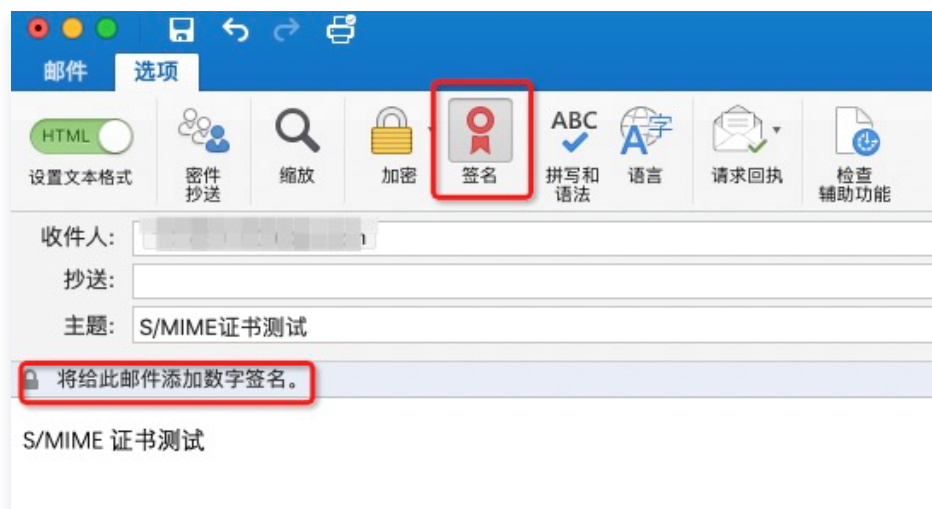 邮件 选项
HTML ABC A字
设置文本格式 密件抄送 缩放 加密 签名 拼写和语法 语言 请求回执 检查辅助功能
收件人:
抄送:
主题: S/MIME证书测试
将给此邮件添加数字签名。
S/MIME 证书测试